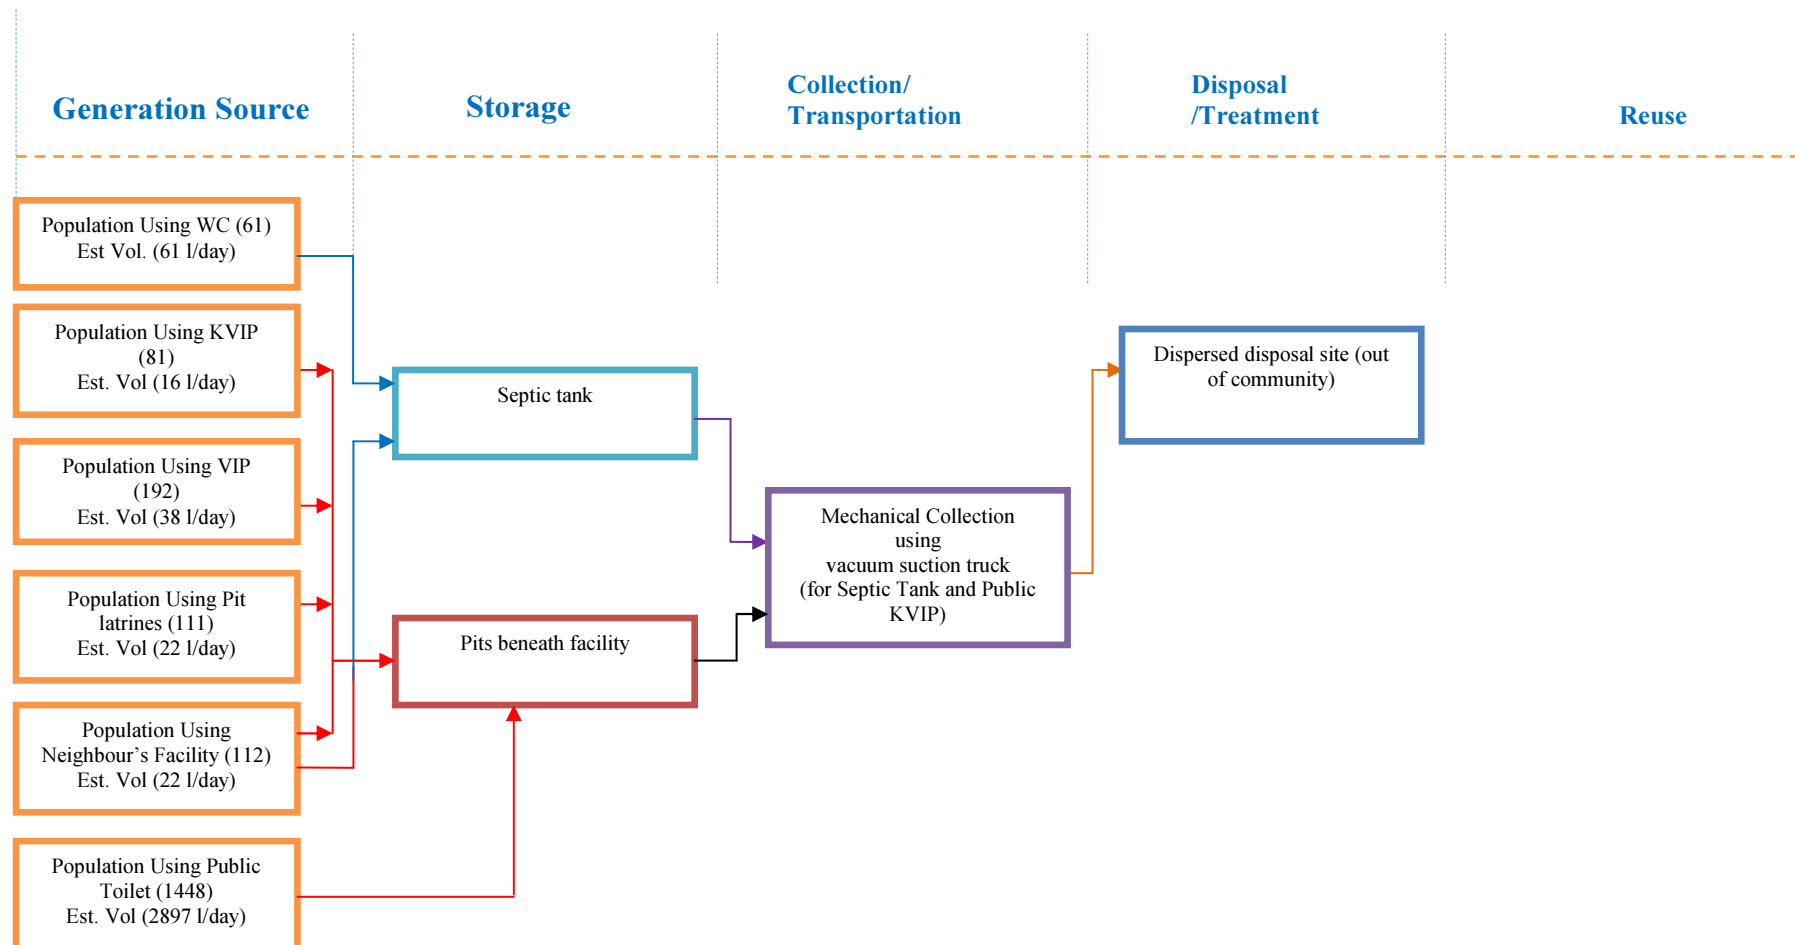 Generation Source
Storage
Collection/
Transportation
Disposal
/Treatment
Reuse
Population Using WC (61)
Est Vol. (61 l/day)
Population Using KVIP
(81)
Est. Vol (16 l/day)
Population Using VIP
(192)
Est. Vol (38 l/day)
Population Using Pit
latrines (111)
Est. Vol (22 l/day)
Population Using
Neighbour’s Facility (112)
Est. Vol (22 l/day)
Population Using Public
Toilet (1448)
Est. Vol (2897 l/day)
Septic tank
Pits beneath facility
Mechanical Collection
using
vacuum suction truck
(for Septic Tank and Public
KVIP)
Dispersed disposal site (out
of community)